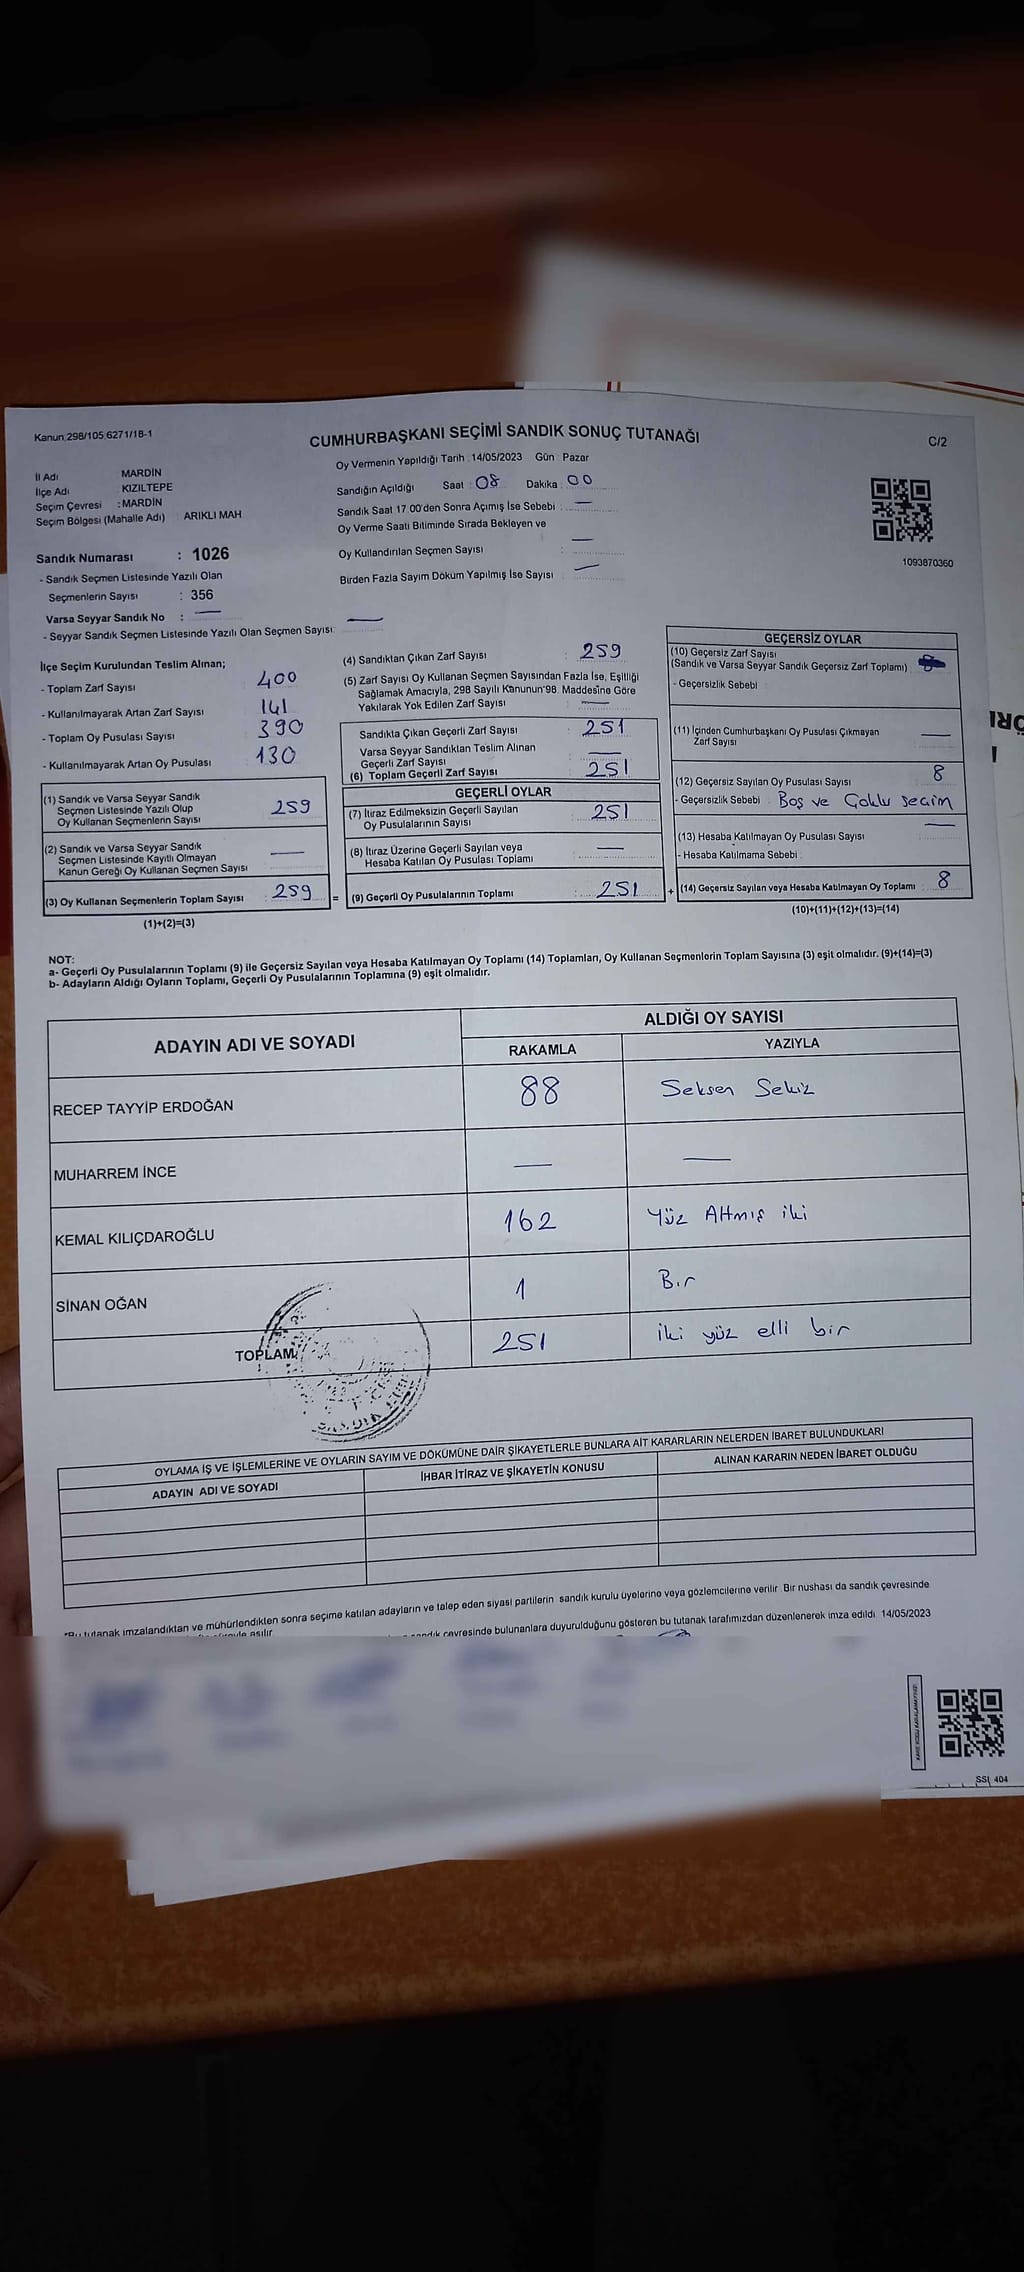 Kanun:298/105,6271/18-1
CUMHURBAŞKANI SEÇİMİ SANDIK SONUÇ TUTANAĞI
C/2
Oy Vermenin Yapıldığı Tarih :14/05/2023 Gün : Pazar
İl Adı MARDİN
İlçe Adı KIZILTEPE
Seçim Çevresi : MARDİN
Seçim Bölgesi (Mahalle Adı) : ARIKLI MAH
Sandığın Açıldığı Saat : 08 Dakika : 00
Sandık Saat 17.00'den Sonra Açımış İse Sebebi : —
Oy Verme Saati Bitiminde Sırada Bekleyen ve
Oy Kullandırılan Seçmen Sayısı : —
Birden Fazla Sayım Döküm Yapılmış İse Sayısı : —
1093870360
Sandık Numarası : 1026
- Sandık Seçmen Listesinde Yazılı Olan
Seçmenlerin Sayısı : 356
Varsa Seyyar Sandık No : —
- Seyyar Sandık Seçmen Listesinde Yazılı Olan Seçmen Sayısı: —
İlçe Seçim Kurulundan Teslim Alınan;
- Toplam Zarf Sayısı : 400
- Kullanılmayarak Artan Zarf Sayısı : 141
- Toplam Oy Pusulası Sayısı : 390
- Kullanılmayarak Artan Oy Pusulası : 130
(1) Sandık ve Varsa Seyyar Sandık
Seçmen Listesinde Yazılı Olup
Oy Kullanan Seçmenlerin Sayısı : 259
(2) Sandık ve Varsa Seyyar Sandık
Seçmen Listesinde Kayıtlı Olmayan
Kanun Gereği Oy Kullanan Seçmen Sayısı : —
(3) Oy Kullanan Seçmenlerin Toplam Sayısı : 259 =
(1)+(2)=(3)
(4) Sandıktan Çıkan Zarf Sayısı : 259
(5) Zarf Sayısı Oy Kullanan Seçmen Sayısından Fazla İse, Eşitliği
Sağlamak Amacıyla, 298 Sayılı Kanunun'98. Maddesine Göre
Yakılarak Yok Edilen Zarf Sayısı : —
Sandıkta Çıkan Geçerli Zarf Sayısı : 251
Varsa Seyyar Sandıktan Teslim Alınan
Geçerli Zarf Sayısı : —
(6) Toplam Geçerli Zarf Sayısı : 251
GEÇERLİ OYLAR
(7) İtiraz Edilmeksizin Geçerli Sayılan
Oy Pusulalarının Sayısı : 251
(8) İtiraz Üzerine Geçerli Sayılan veya
Hesaba Katılan Oy Pusulası Toplamı : —
(9) Geçerli Oy Pusulalarının Toplamı : 251 +
GEÇERSİZ OYLAR
(10) Geçersiz Zarf Sayısı
(Sandık ve Varsa Seyyar Sandık Geçersiz Zarf Toplamı) :
- Geçersizlik Sebebi :
(11) İçinden Cumhurbaşkanı Oy Pusulası Çıkmayan
Zarf Sayısı —
(12) Geçersiz Sayılan Oy Pusulası Sayısı : 8
- Geçersizlik Sebebi : Boş ve Çoklu seçim
(13) Hesaba Katılmayan Oy Pusulası Sayısı : —
- Hesaba Katılmama Sebebi :
(14) Geçersiz Sayılan veya Hesaba Katılmayan Oy Toplamı : 8
(10)+(11)+(12)+(13)=(14)
NOT:
a- Geçerli Oy Pusulalarının Toplamı (9) ile Geçersiz Sayılan veya Hesaba Katılmayan Oy Toplamı (14) Toplamları, Oy Kullanan Seçmenlerin Toplam Sayısına (3) eşit olmalıdır. (9)+(14)=(3)
b- Adayların Aldığı Oyların Toplamı, Geçerli Oy Pusulalarının Toplamına (9) eşit olmalıdır.
ADAYIN ADI VE SOYADI ALDIĞI OY SAYISI
RAKAMLA YAZIYLA
RECEP TAYYİP ERDOĞAN 88 Seksen Sekiz
MUHARREM İNCE — —
KEMAL KILIÇDAROĞLU 162 Yüz Altmış iki
SİNAN OĞAN 1 Bir
TOPLAM 251 iki yüz elli bir
OYLAMA İŞ VE İŞLEMLERİNE VE OYLARIN SAYIM VE DÖKÜMÜNE DAİR ŞİKAYETLERLE BUNLARA AİT KARARLARIN NELERDEN İBARET BULUNDUKLARI
ADAYIN ADI VE SOYADI İHBAR İTİRAZ VE ŞİKAYETİN KONUSU ALINAN KARARIN NEDEN İBARET OLDUĞU
*Bu tutanak imzalandıktan ve mühürlendikten sonra seçime katılan adayların ve talep eden siyasi partilerin sandık kurulu üyelerine veya gözlemcilerine verilir. Bir nushası da sandık çevresinde
asılır.
sandık çevresinde bulunanlara duyurulduğunu gösteren bu tutanak tarafımızdan düzenlenerek imza edildi. 14/05/2023
SSİ 404